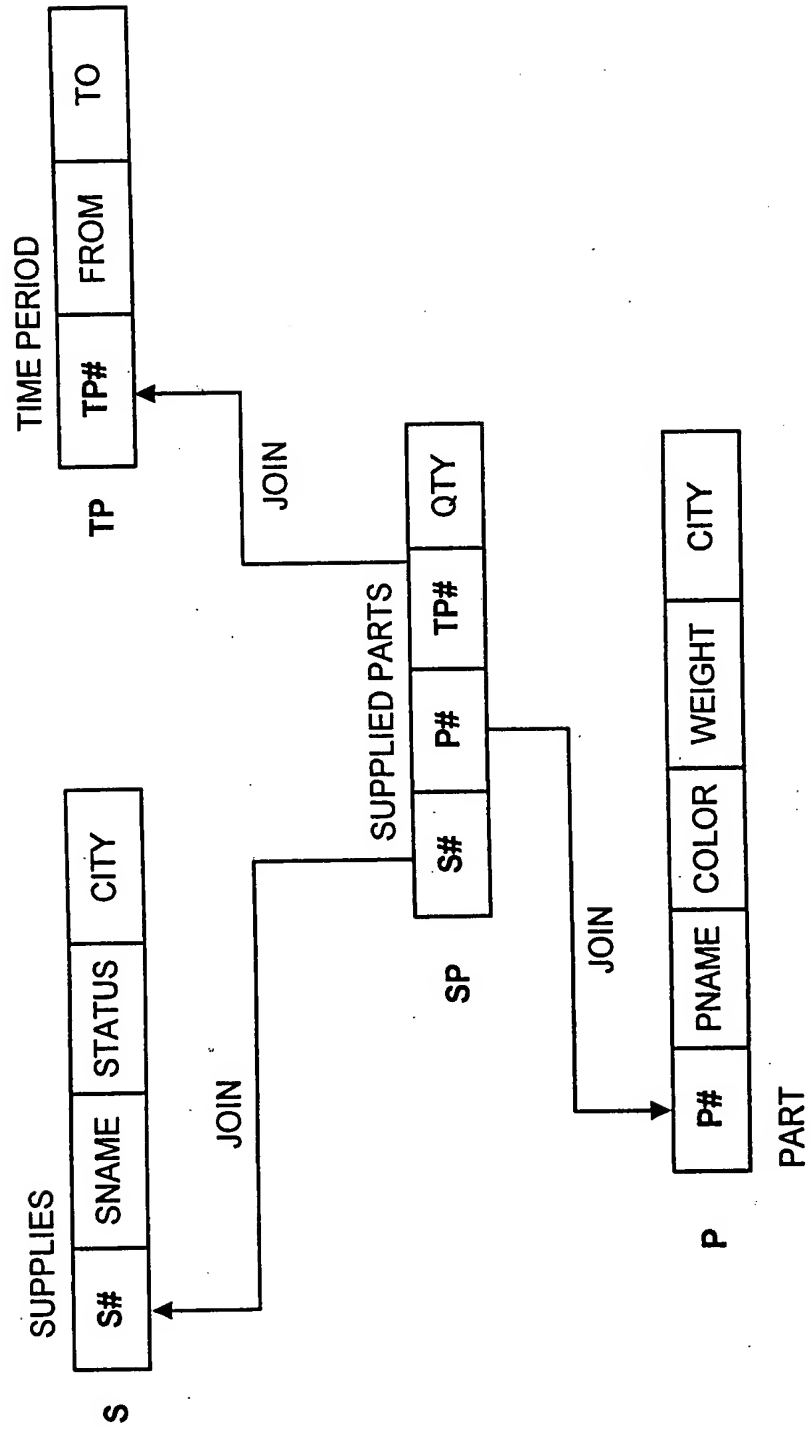 SUPPLIES
S
S# SNAME STATUS CITY
JOIN
TIME PERIOD
TP
TP# FROM TO
JOIN
SUPPLIED PARTS
SP
S# P# TP# QTY
JOIN
P
P# PNAME COLOR WEIGHT CITY
PART